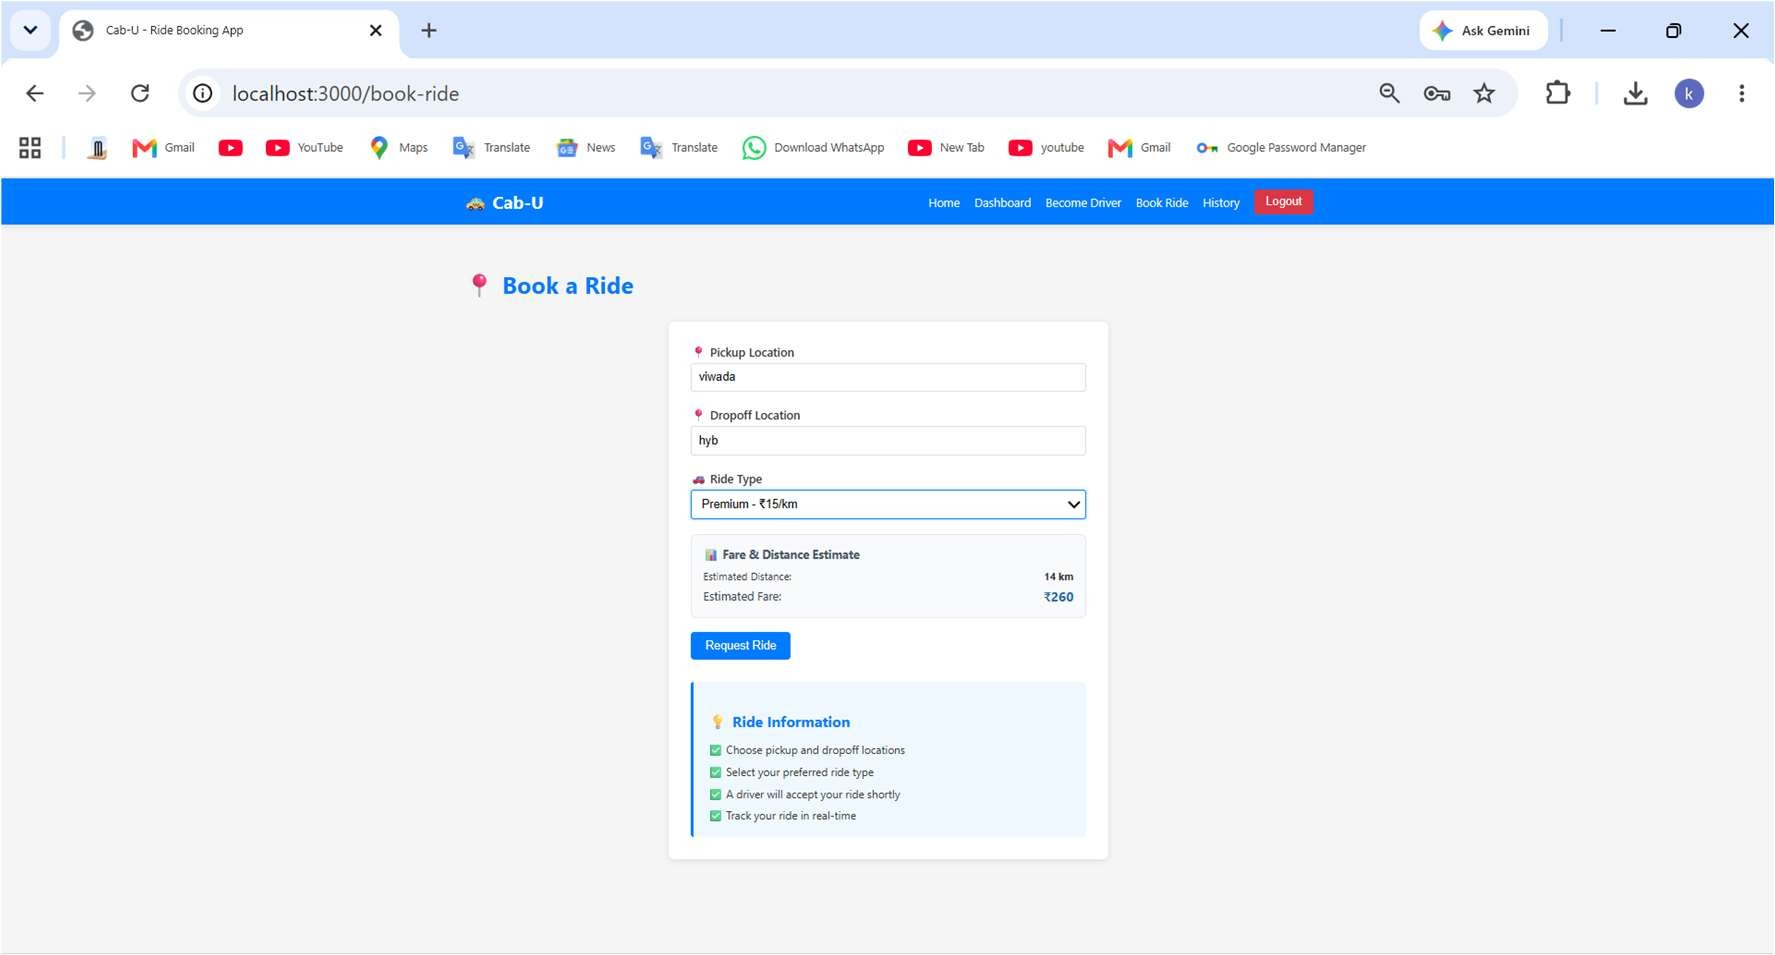 Cab-U - Ride Booking App
Ask Gemini
localhost:3000/book-ride
k
Gmail
YouTube
Maps
Translate
News
Translate
Download WhatsApp
New Tab
youtube
Gmail
Google Password Manager
Cab-U
Home
Dashboard
Become Driver
Book Ride
History
Logout
Book a Ride
Pickup Location
viwada
Dropoff Location
hyb
Ride Type
Premium - ₹15/km
Fare & Distance Estimate
Estimated Distance: 14 km
Estimated Fare: ₹260
Request Ride
Ride Information
Choose pickup and dropoff locations
Select your preferred ride type
A driver will accept your ride shortly
Track your ride in real-time